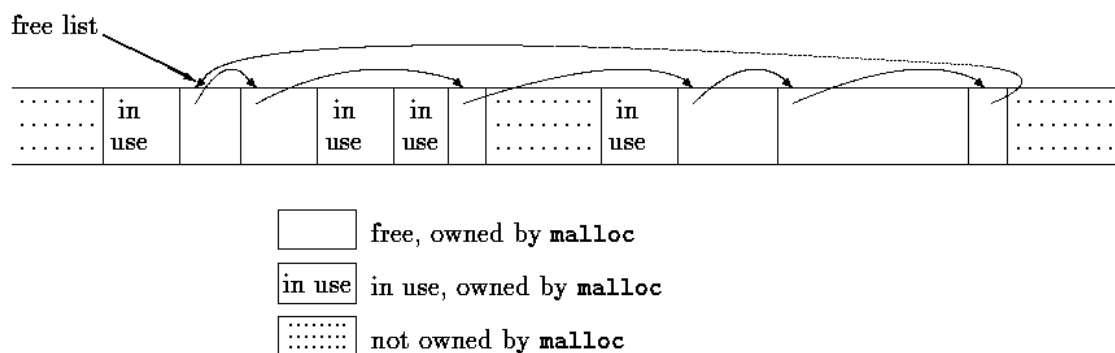 free list
in use
in use
in use
in use
free, owned by malloc
in use
in use, owned by malloc
not owned by malloc